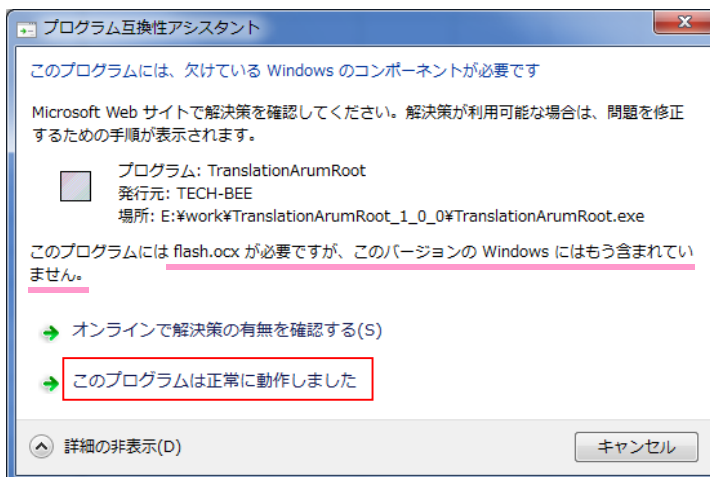 プログラム互換性アシスタント
このプログラムには、欠けている Windows のコンポーネントが必要です
Microsoft Web サイトで解決策を確認してください。解決策が利用可能な場合は、問題を修正
するための手順が表示されます。
プログラム: TranslationArumRoot
発行元: TECH-BEE
場所: E:¥work¥TranslationArumRoot_1_0_0¥TranslationArumRoot.exe
このプログラムには flash.ocx が必要ですが、このバージョンの Windows にはもう含まれてい
ません。
オンラインで解決策の有無を確認する(S)
このプログラムは正常に動作しました
詳細の非表示(D)
キャンセル